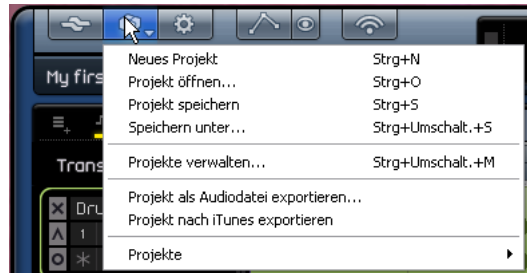 Neues Projekt Strg+N
Projekt öffnen... Strg+O
My firs
Projekt speichern Strg+S
Speichern unter... Strg+Umschalt.+S
Trans
Projekte verwalten... Strg+Umschalt.+M
Projekt als Audiodatei exportieren...
Dru
Projekt nach iTunes exportieren
1
Projekte